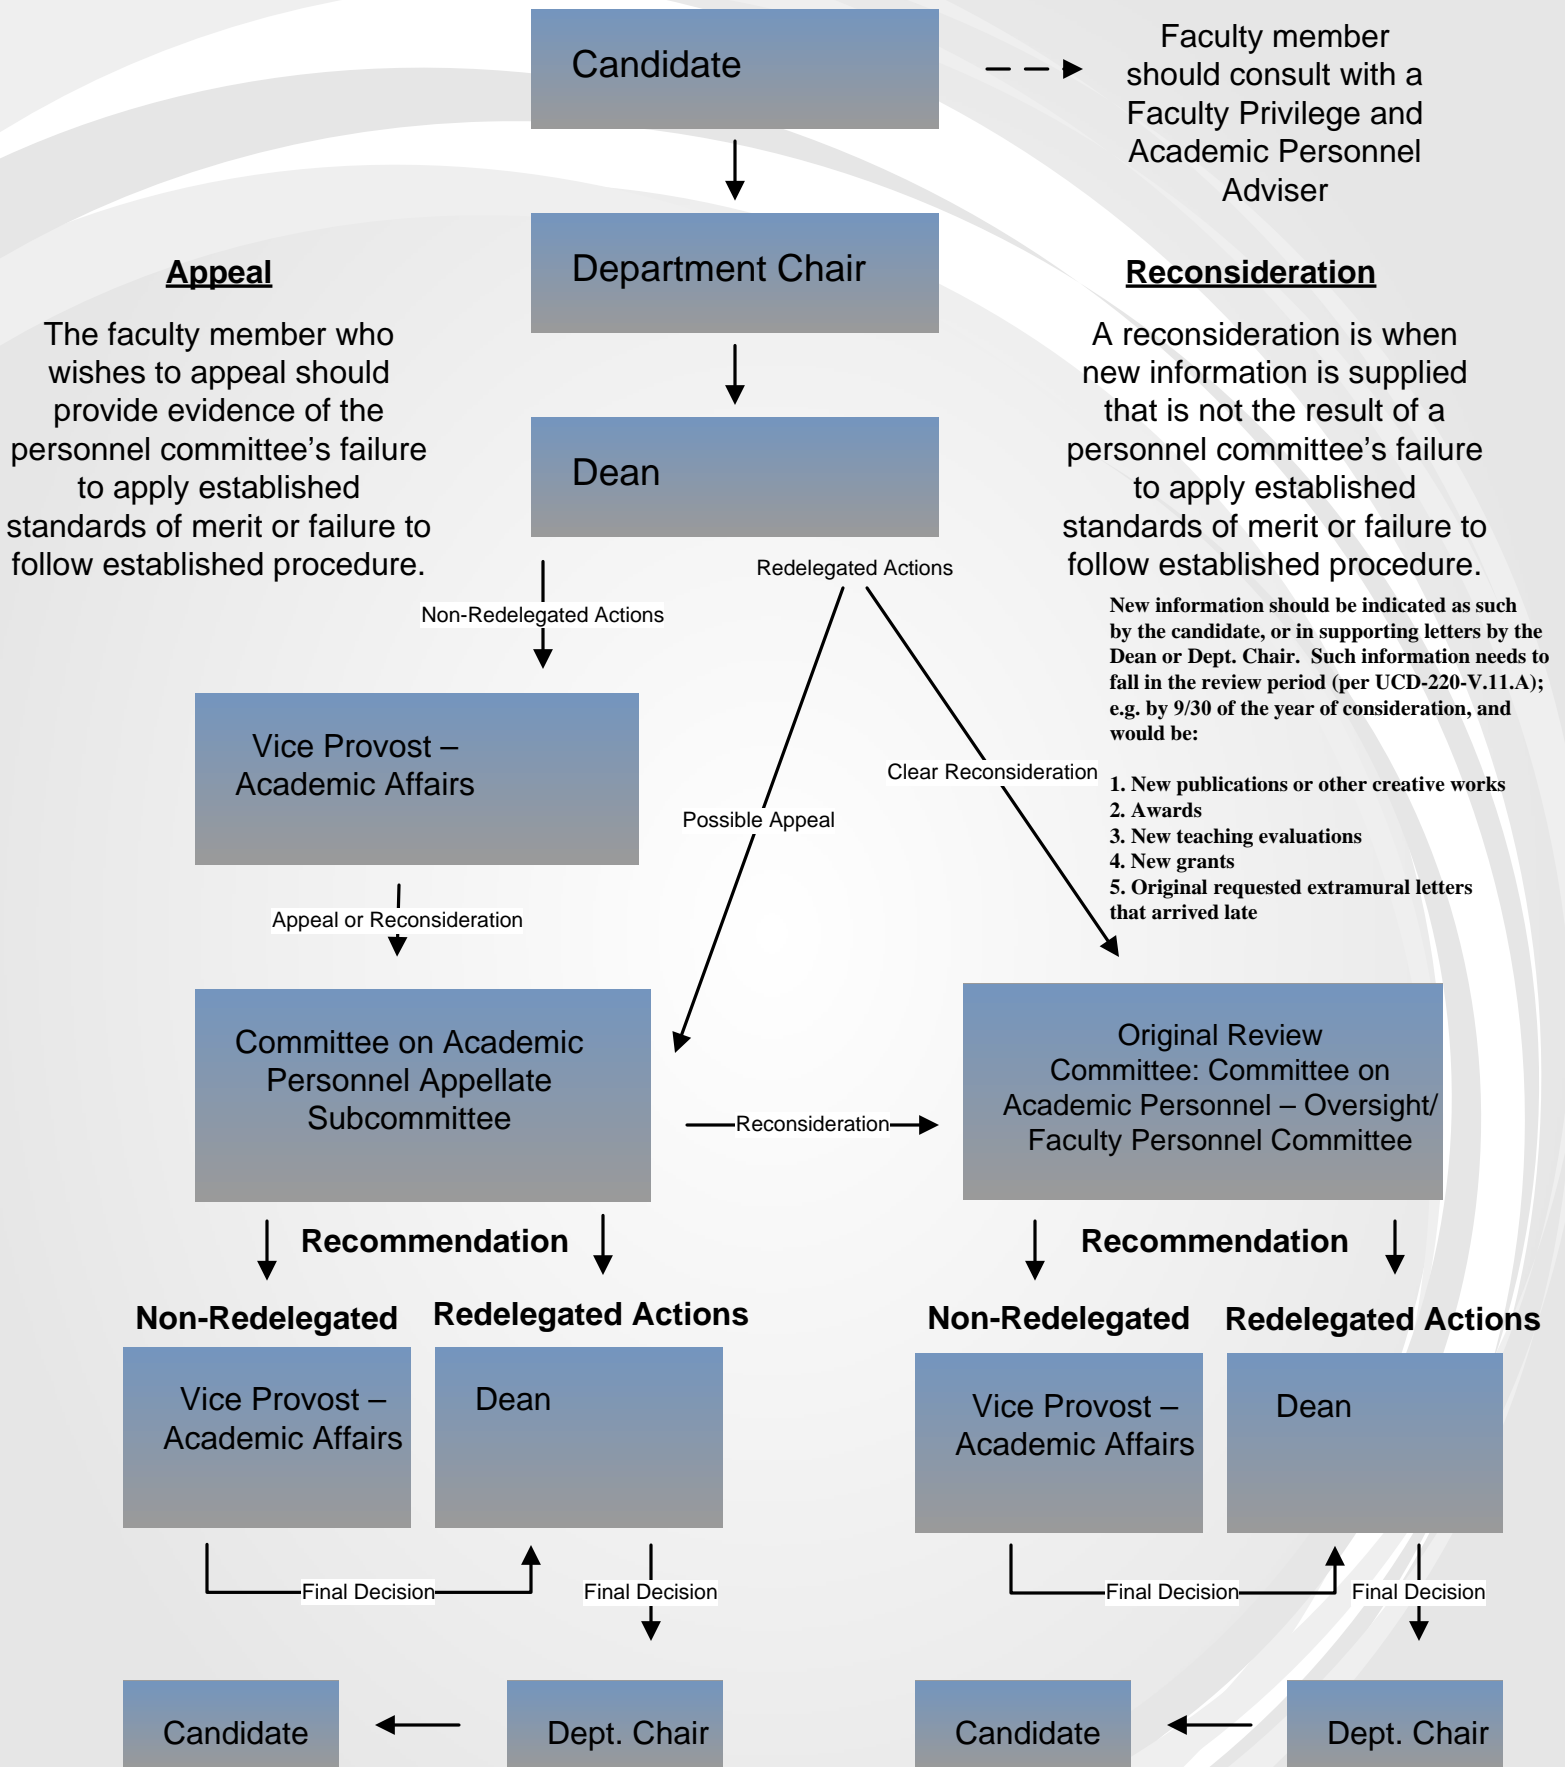 Candidate
Faculty member
should consult with a
Faculty Privilege and
Academic Personnel
Adviser
Department Chair
Appeal
The faculty member who
wishes to appeal should
provide evidence of the
personnel committee’s failure
to apply established
standards of merit or failure to
follow established procedure.
Reconsideration
A reconsideration is when
new information is supplied
that is not the result of a
personnel committee’s failure
to apply established
standards of merit or failure to
follow established procedure.
New information should be indicated as such
by the candidate, or in supporting letters by the
Dean or Dept. Chair.  Such information needs to
fall in the review period (per UCD-220-V.11.A);
e.g. by 9/30 of the year of consideration, and
would be:
1. New publications or other creative works
2. Awards
3. New teaching evaluations
4. New grants
5. Original requested extramural letters
that arrived late
Dean
Non-Redelegated Actions
Redelegated Actions
Vice Provost –
Academic Affairs
Possible Appeal
Clear Reconsideration
Appeal or Reconsideration
Committee on Academic
Personnel Appellate
Subcommittee
Reconsideration
Original Review
Committee: Committee on
Academic Personnel – Oversight/
Faculty Personnel Committee
Recommendation
Non-Redelegated
Redelegated Actions
Vice Provost –
Academic Affairs
Dean
Final Decision
Final Decision
Candidate
Dept. Chair
Recommendation
Non-Redelegated
Redelegated Actions
Vice Provost –
Academic Affairs
Dean
Final Decision
Final Decision
Candidate
Dept. Chair